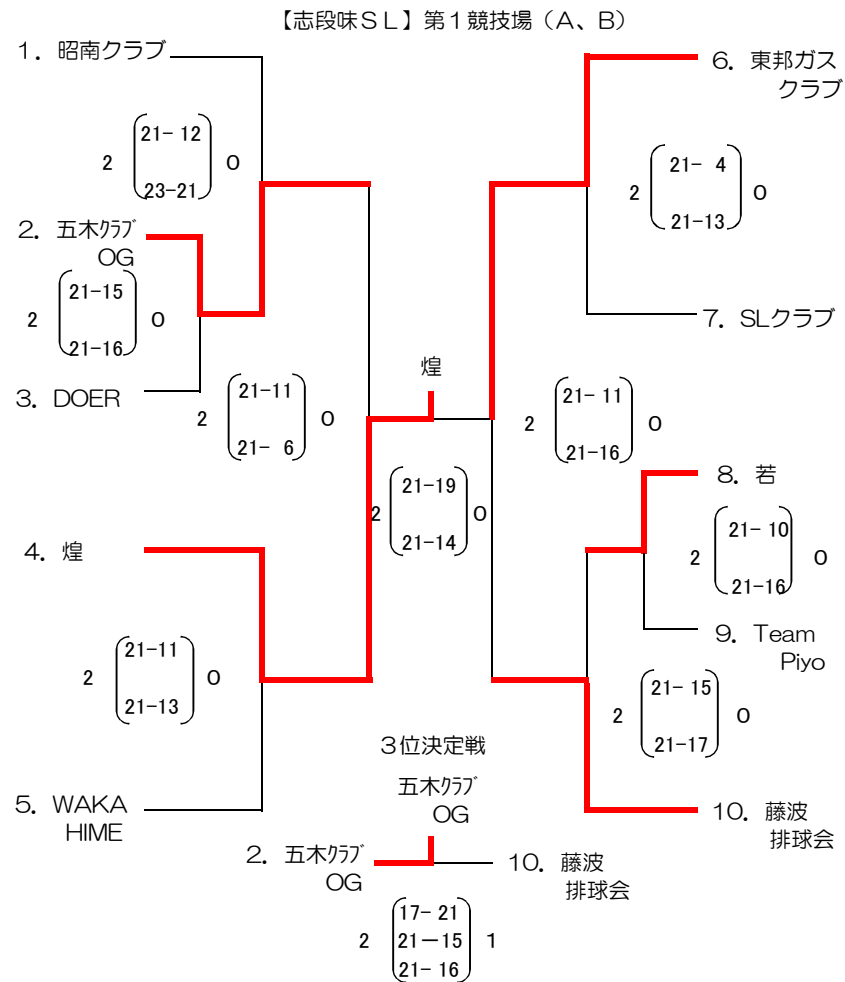 【志段味ＳＬ】第１競技場（A、B）
1．昭南クラブ
2
21- 12
23-21
0
2．五木ｸﾗﾌﾞ
OG
2
21-15
21-16
0
3．DOER
2
21-11
21- 6
0
4．煌
2
21-11
21-13
0
5．WAKA
HIME
煌
2
21-19
21-14
0
6．東邦ガス
クラブ
2
21- 4
21-13
0
7．SLクラブ
2
21- 11
21-16
0
8．若
2
21- 10
21-16
0
9．Team
Piyo
2
21- 15
21-17
0
10．藤波
排球会
３位決定戦
五木ｸﾗﾌﾞ
OG
2．五木ｸﾗﾌﾞ
OG
10．藤波
排球会
2
17- 21
21－15
21- 16
1